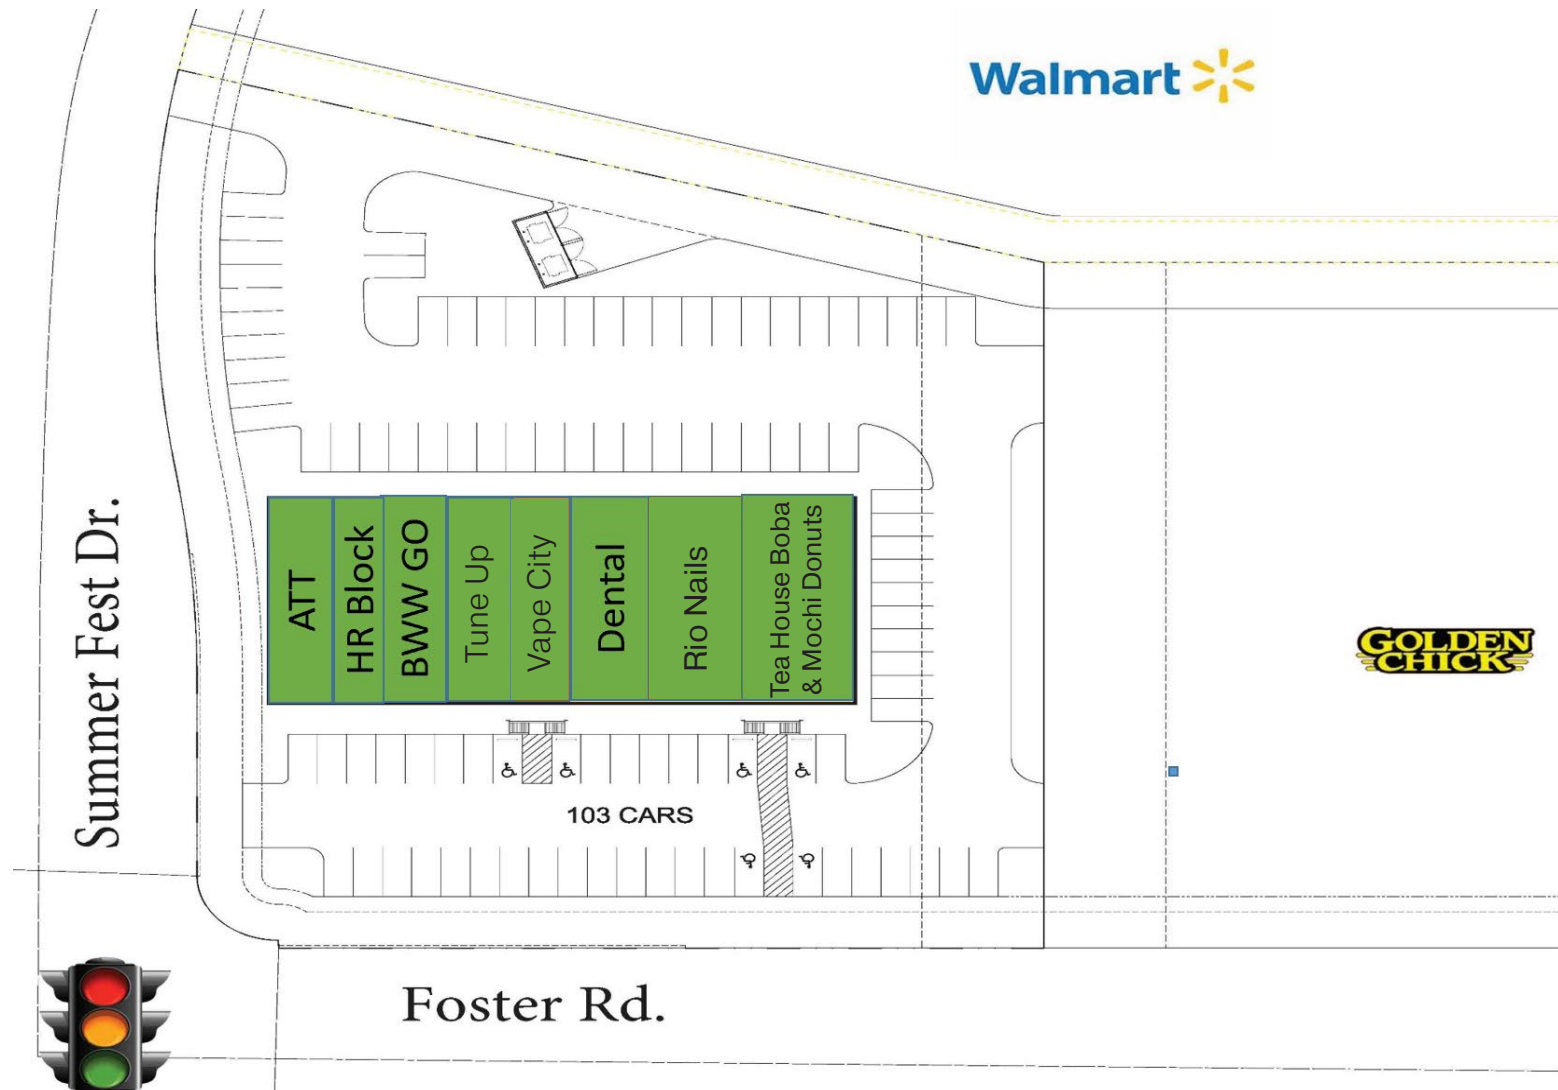 Walmart
Summer Fest Dr.
ATT
HR Block
BWW GO
Tune Up
Vape City
Dental
Rio Nails
Tea House Boba
& Mochi Donuts
GOLDEN
CHICK
103 CARS
Foster Rd.